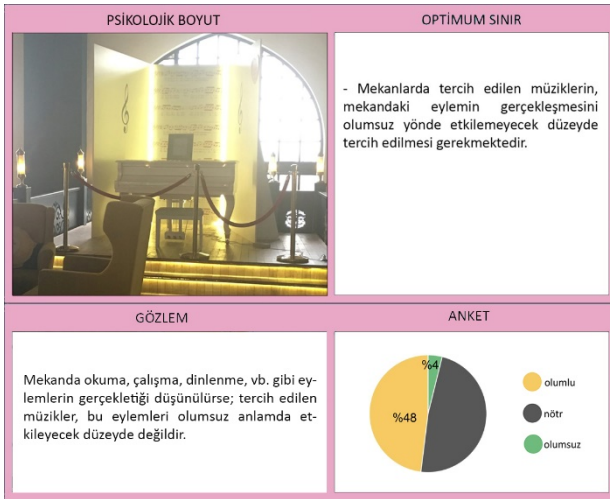 PSİKOLOJİK BOYUT
OPTİMUM SINIR
- Mekanlarda tercih edilen müziklerin,
mekandaki eylemin gerçekleşmesini
olumsuz yönde etkilemeyecek düzeyde
tercih edilmesi gerekmektedir.
GÖZLEM
Mekanda okuma, çalışma, dinlenme, vb. gibi ey-
lemlerin gerçekletiği düşünülürse; tercih edilen
müzikler, bu eylemleri olumsuz anlamda et-
kileyecek düzeyde değildir.
ANKET
%4
%48
olumlu
nötr
olumsuz